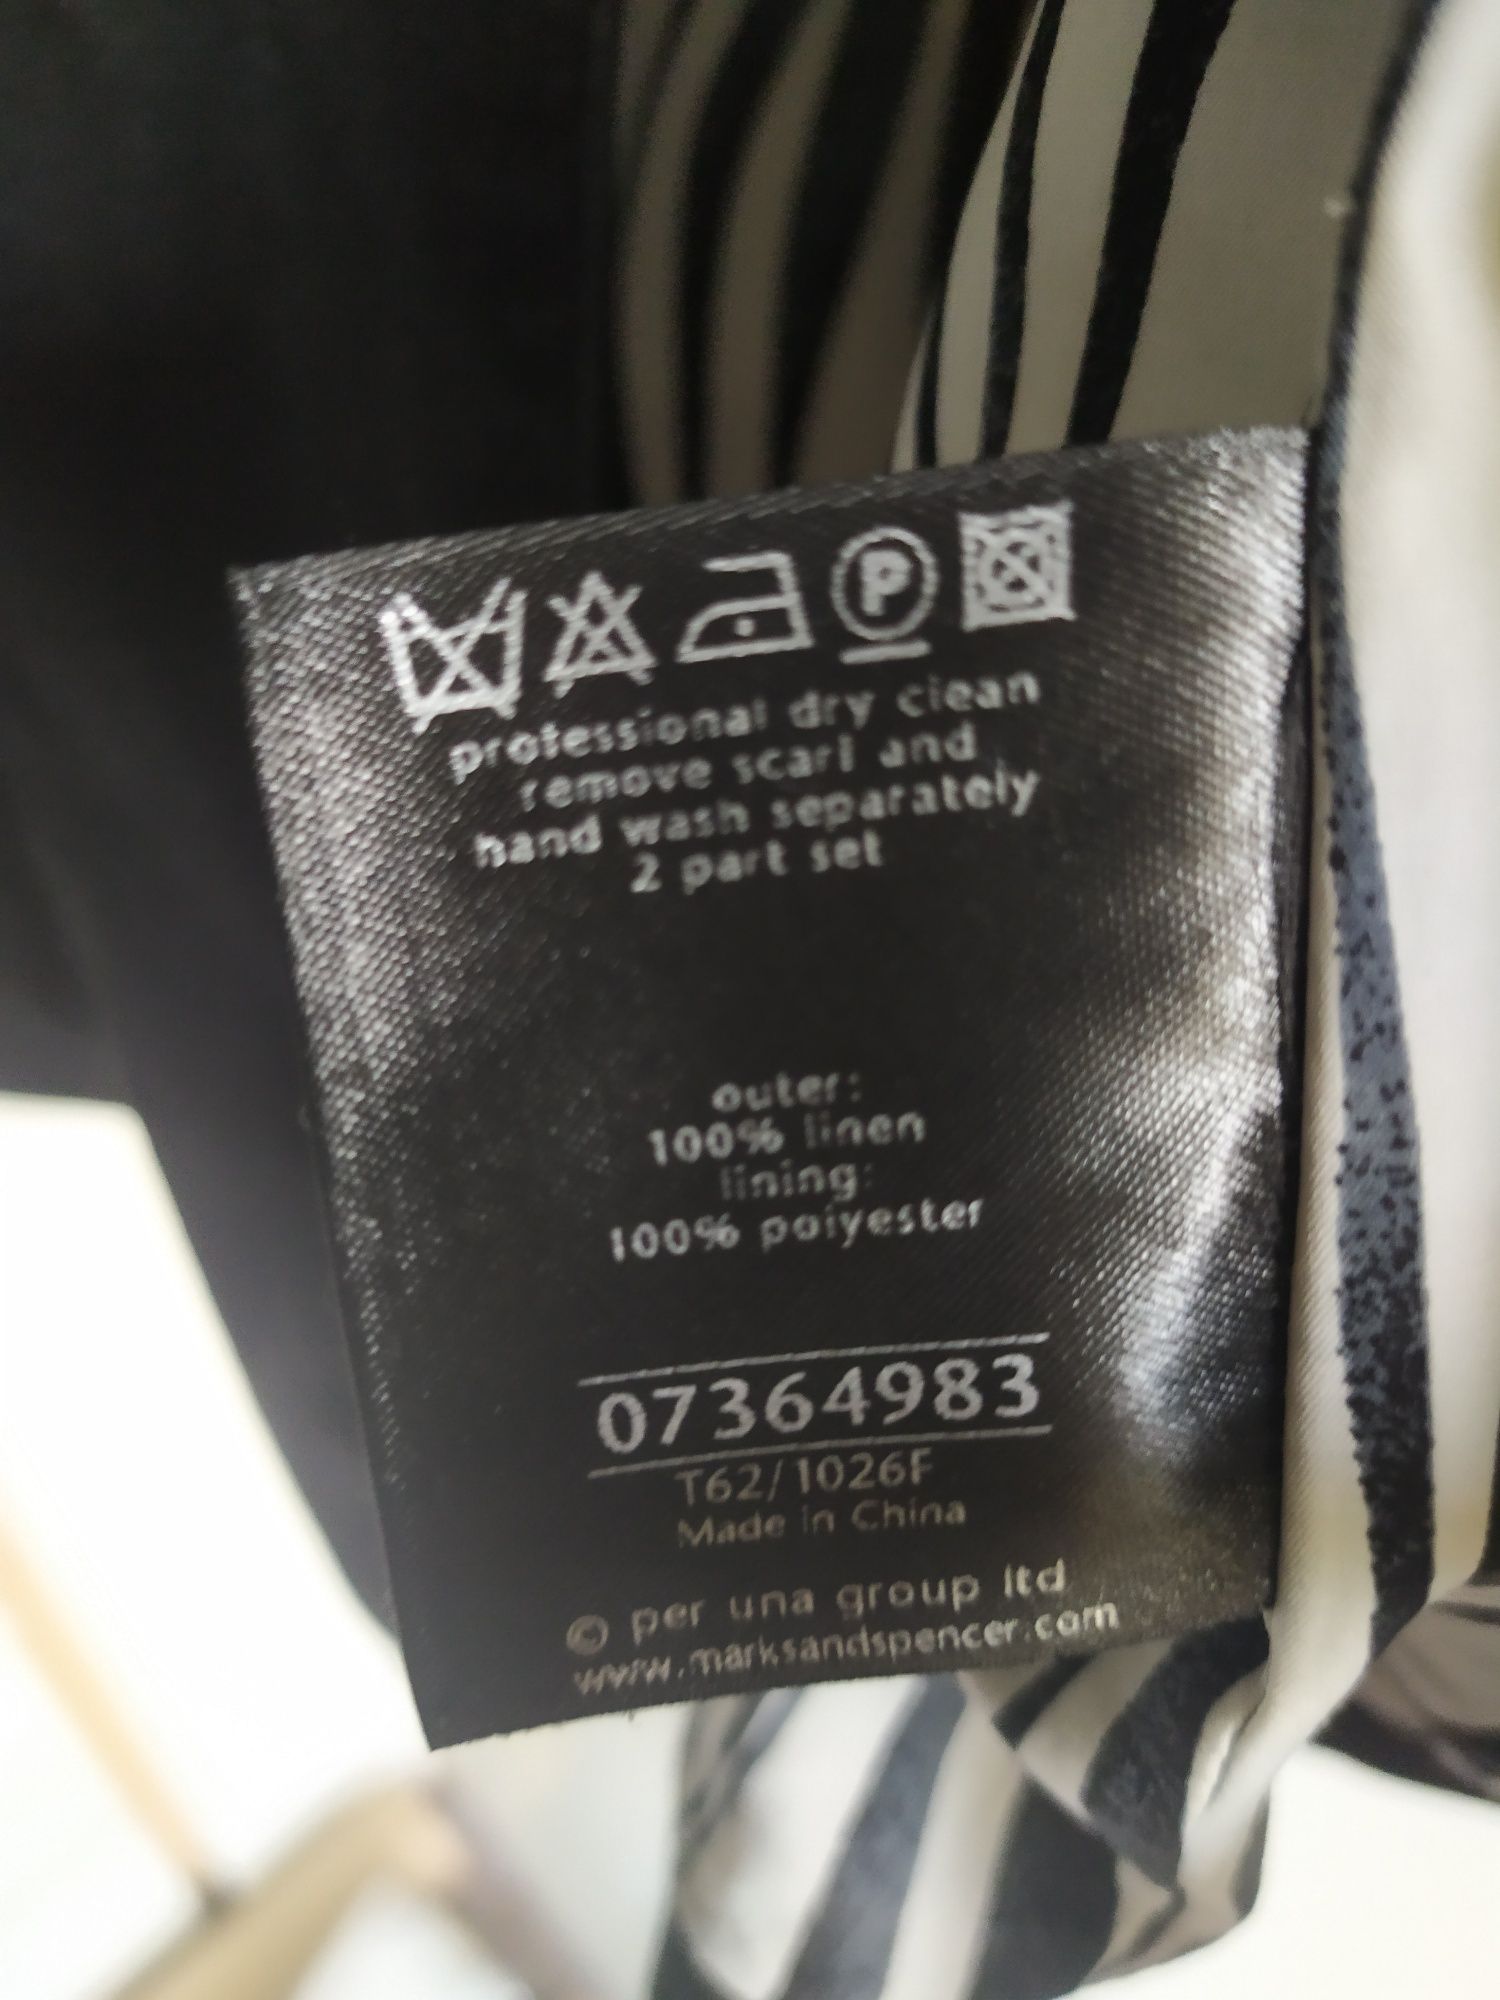 P
professional dry clean
remove scarf and
hand wash separately
2 part set
outer:
100% linen
lining:
100% polyester
07364983
T62/1026F
Made in China
© per una group ltd
www.marksandspencer.com